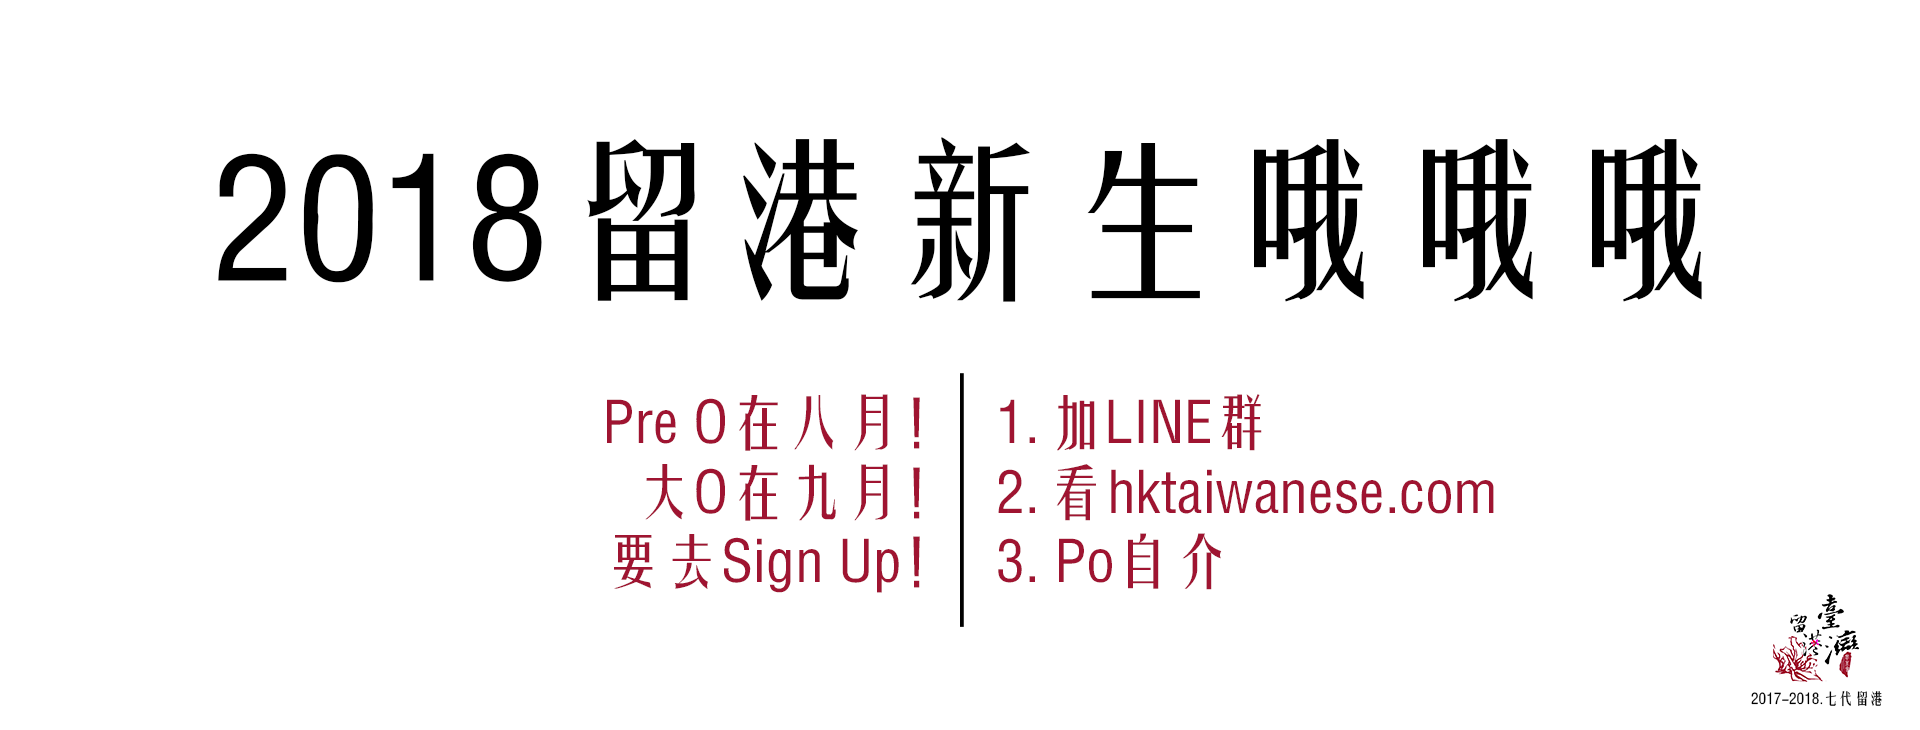 2018留港新生哦哦哦
Pre O在八月!
大O在九月!
要去Sign Up!
1. 加LINE群
2. 看hktaiwanese.com
3. Po自介
臺灣
留港
2017-2018.七代留港